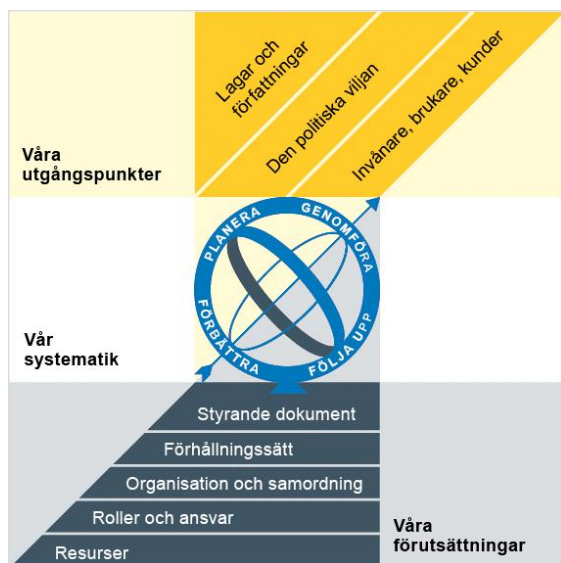 Lagar och
författningar
Den politiska viljan
Invånare, brukare, kunder
Våra
utgångspunkter
PLANERA
GENOMFÖRA
FÖLJA UPP
FÖRBÄTTRA
Vår
systematik
Styrande dokument
Förhållningssätt
Organisation och samordning
Roller och ansvar
Resurser
Våra
förutsättningar